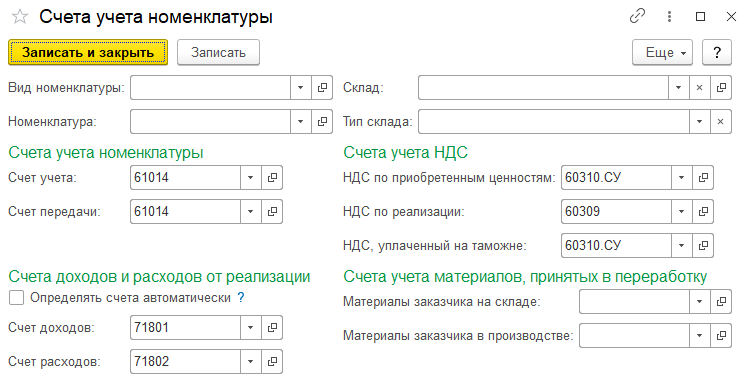 Счета учета номенклатуры
Записать и закрыть Записать Еще ?
Вид номенклатуры: Склад:
Номенклатура: Тип склада:
Счета учета номенклатуры Счета учета НДС
Счет учета: 61014 НДС по приобретенным ценностям: 60310.СУ
Счет передачи: 61014 НДС по реализации: 60309
НДС, уплаченный на таможне: 60310.СУ
Счета доходов и расходов от реализации Счета учета материалов, принятых в переработку
Определять счета автоматически ? Материалы заказчика на складе:
Счет доходов: 71801 Материалы заказчика в производстве:
Счет расходов: 71802